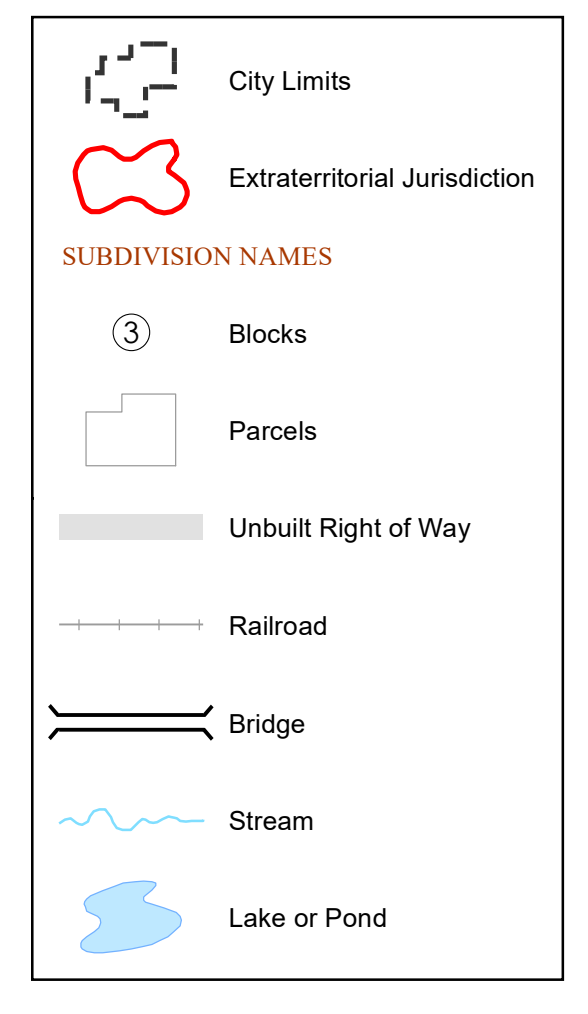 City Limits
Extraterritorial Jurisdiction
SUBDIVISION NAMES
3 Blocks
Parcels
Unbuilt Right of Way
Railroad
Bridge
Stream
Lake or Pond